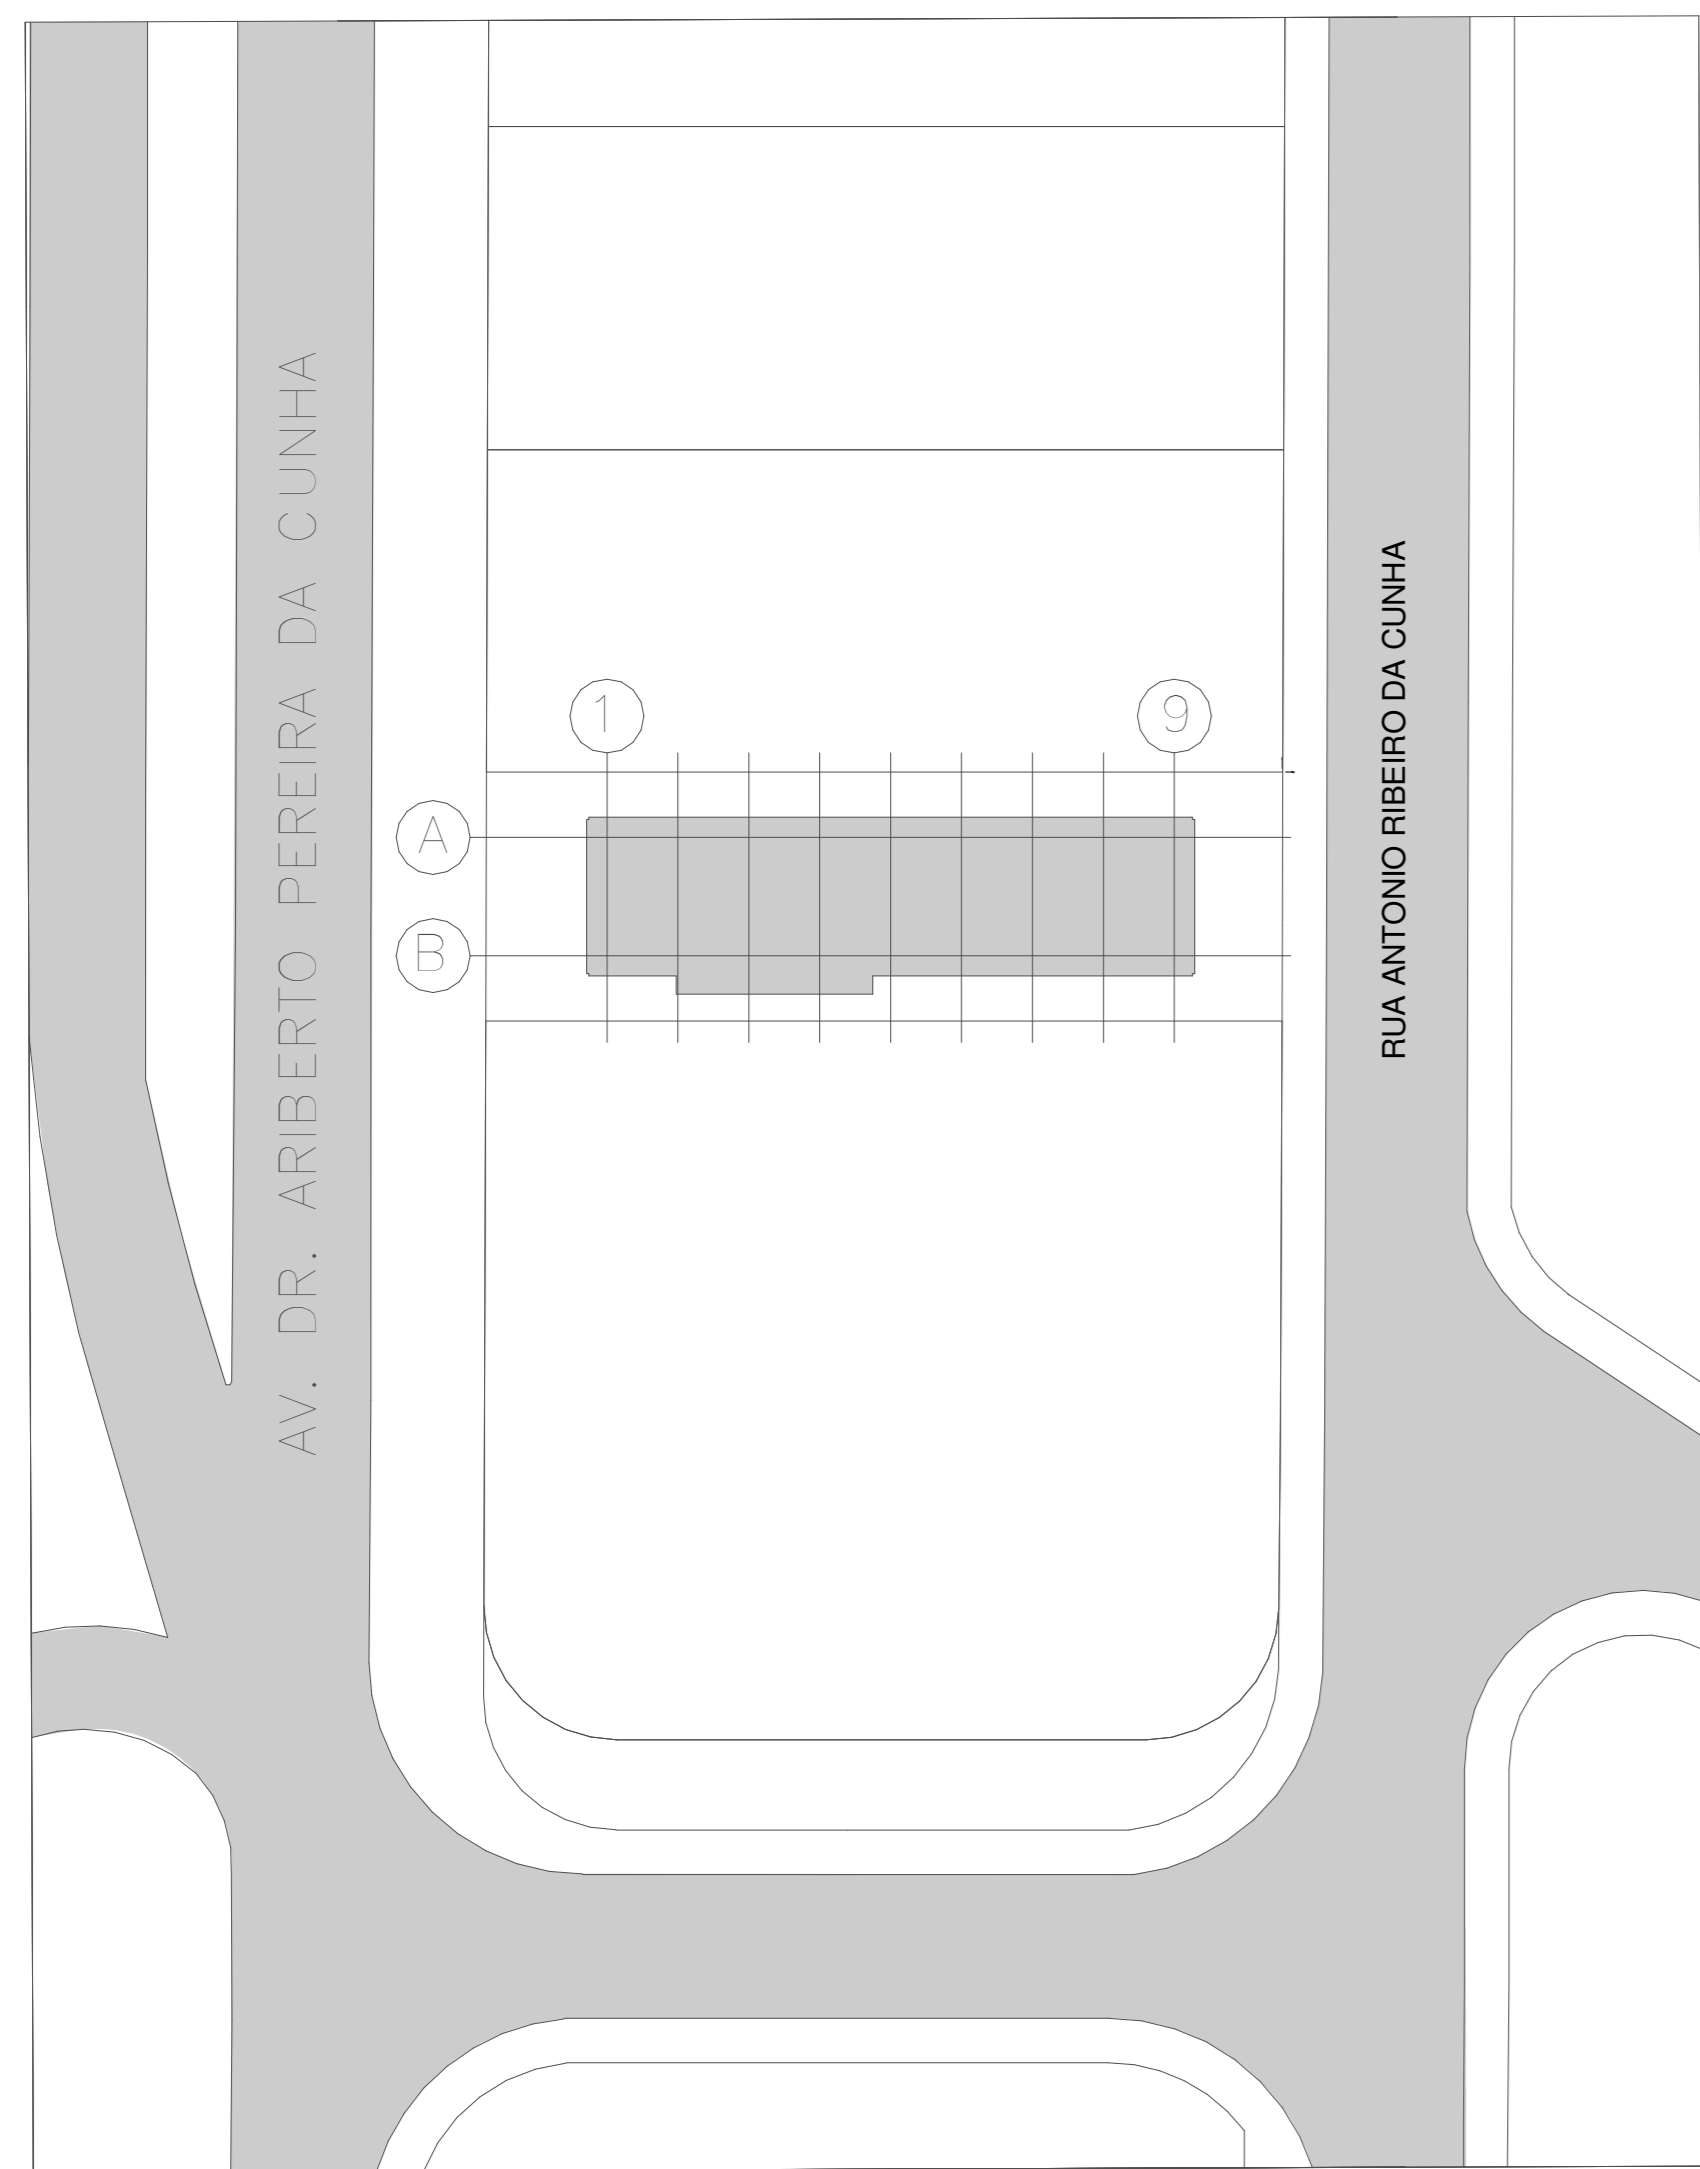 AV. DR. ARIBERTO PEREIRA DA CUNHA
1
9
A
B
RUA ANTONIO RIBEIRO DA CUNHA